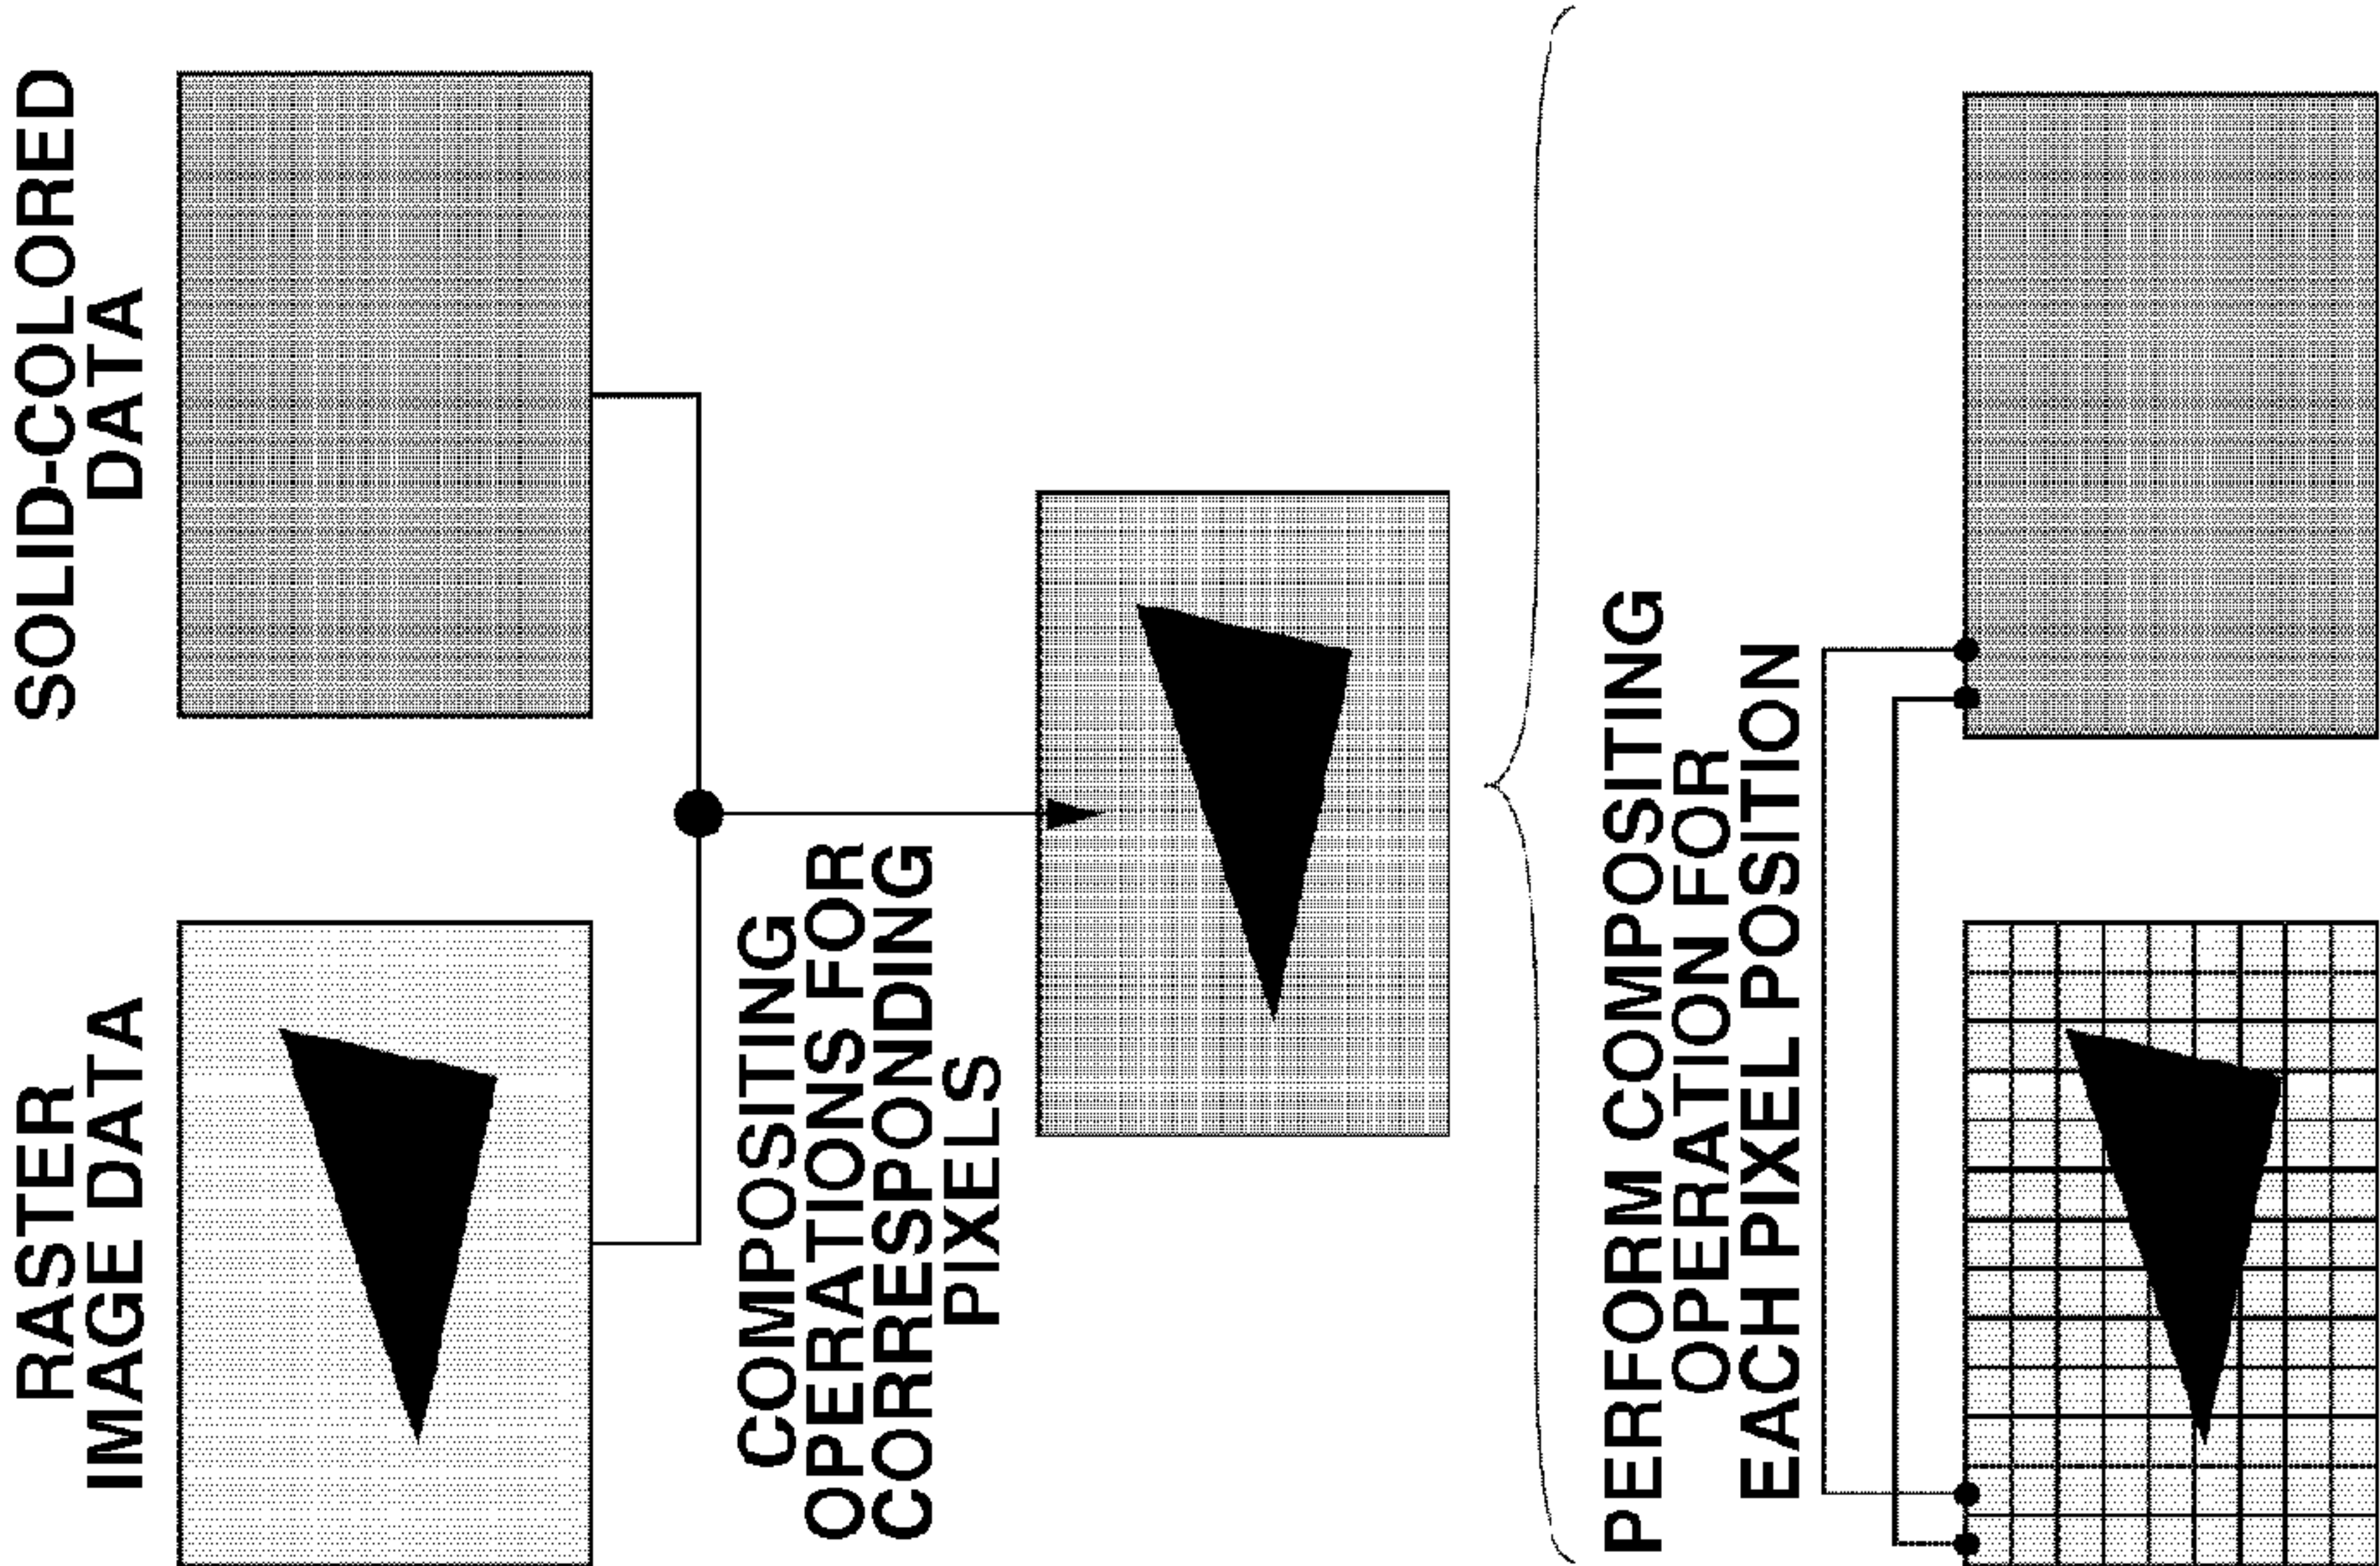 RASTER
IMAGE DATA
SOLID-COLORED
DATA
COMPOSITING
OPERATIONS FOR
CORRESPONDING
PIXELS
PERFORM COMPOSITING
OPERATION FOR
EACH PIXEL POSITION